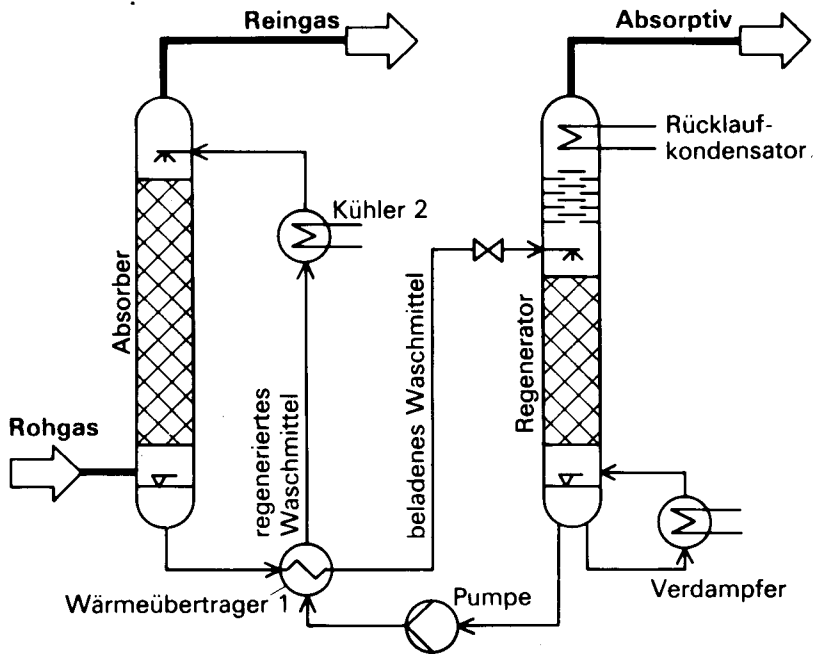 Reingas
Absorptiv
Rücklauf-
kondensator
Kühler 2
Absorber
regeneriertes
Waschmittel
beladenes Waschmittel
Regenerator
Rohgas
Wärmeübertrager 1
Pumpe
Verdampfer